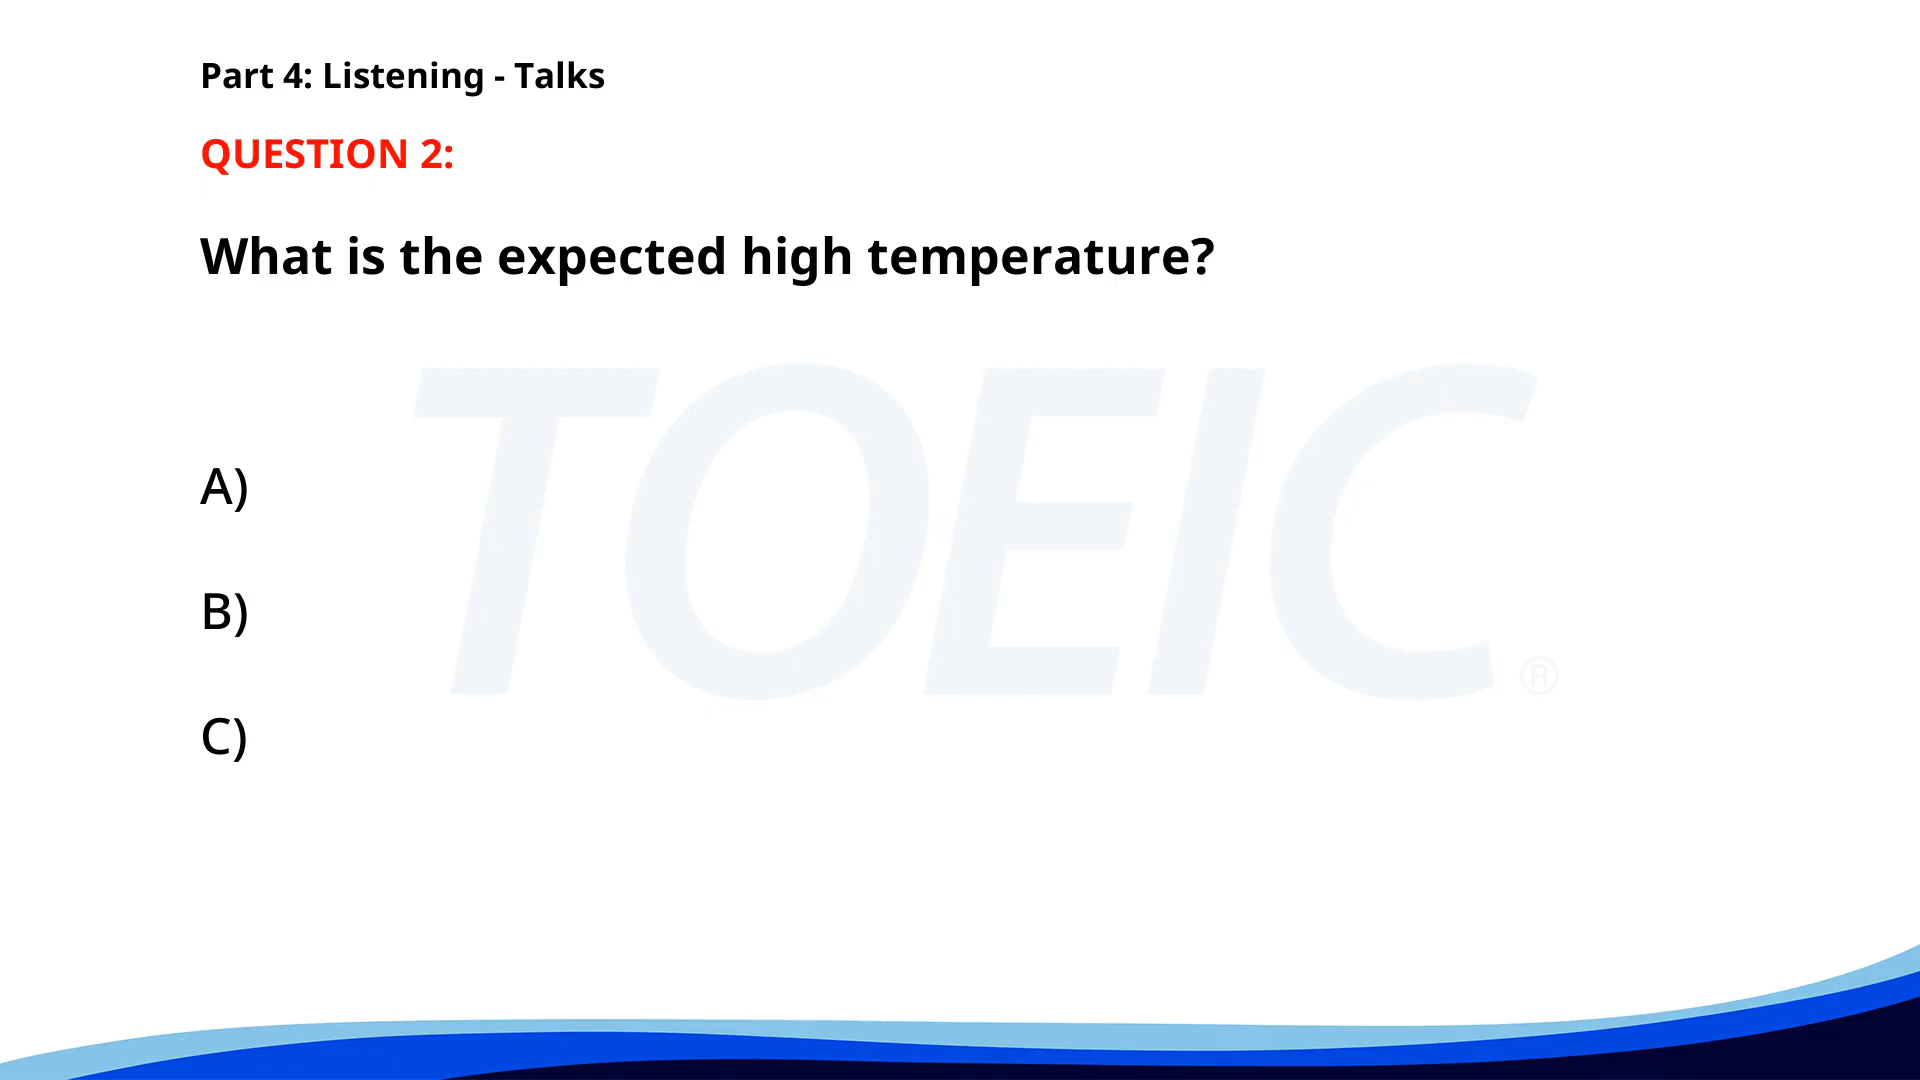 Part 4: Listening - Talks
QUESTION 2:
What is the expected high temperature?
TOEIC®
A)
B)
C)